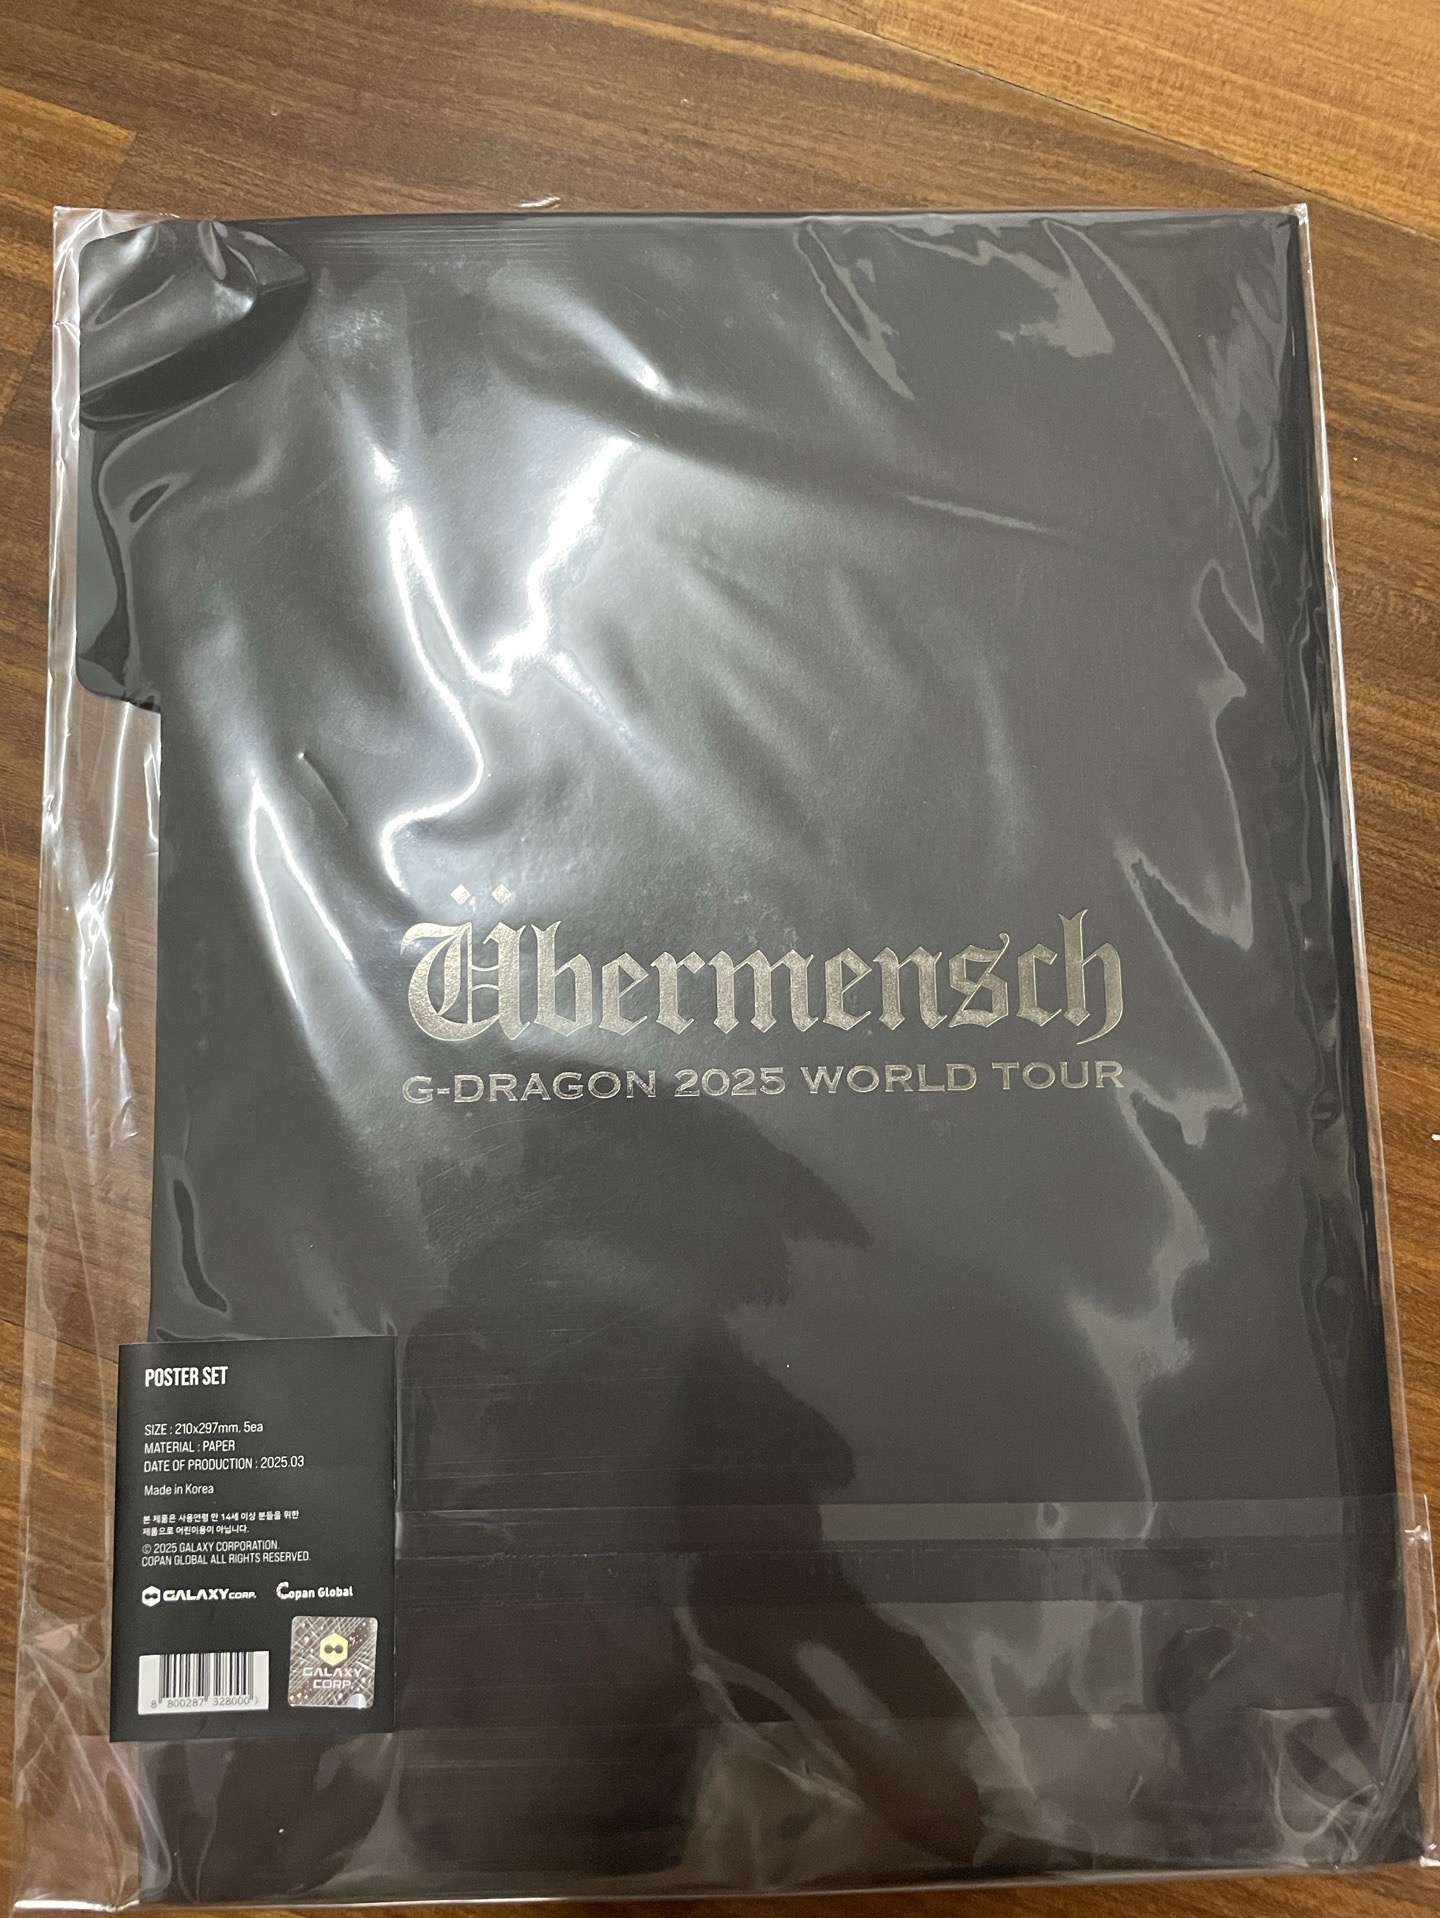 Übermensch
G-DRAGON 2025 WORLD TOUR
POSTER SET
SIZE : 210x297mm, 5ea
MATERIAL : PAPER
DATE OF PRODUCTION : 2025.03
Made in Korea
본 제품은 사용연령 만 14세 이상 분들을 위한
제품으로 어린이용이 아닙니다.
© 2025 GALAXY CORPORATION.
COPAN GLOBAL ALL RIGHTS RESERVED.
GALAXY CORP. Copan Global
GALAXY
CORP.
8 800287 328000